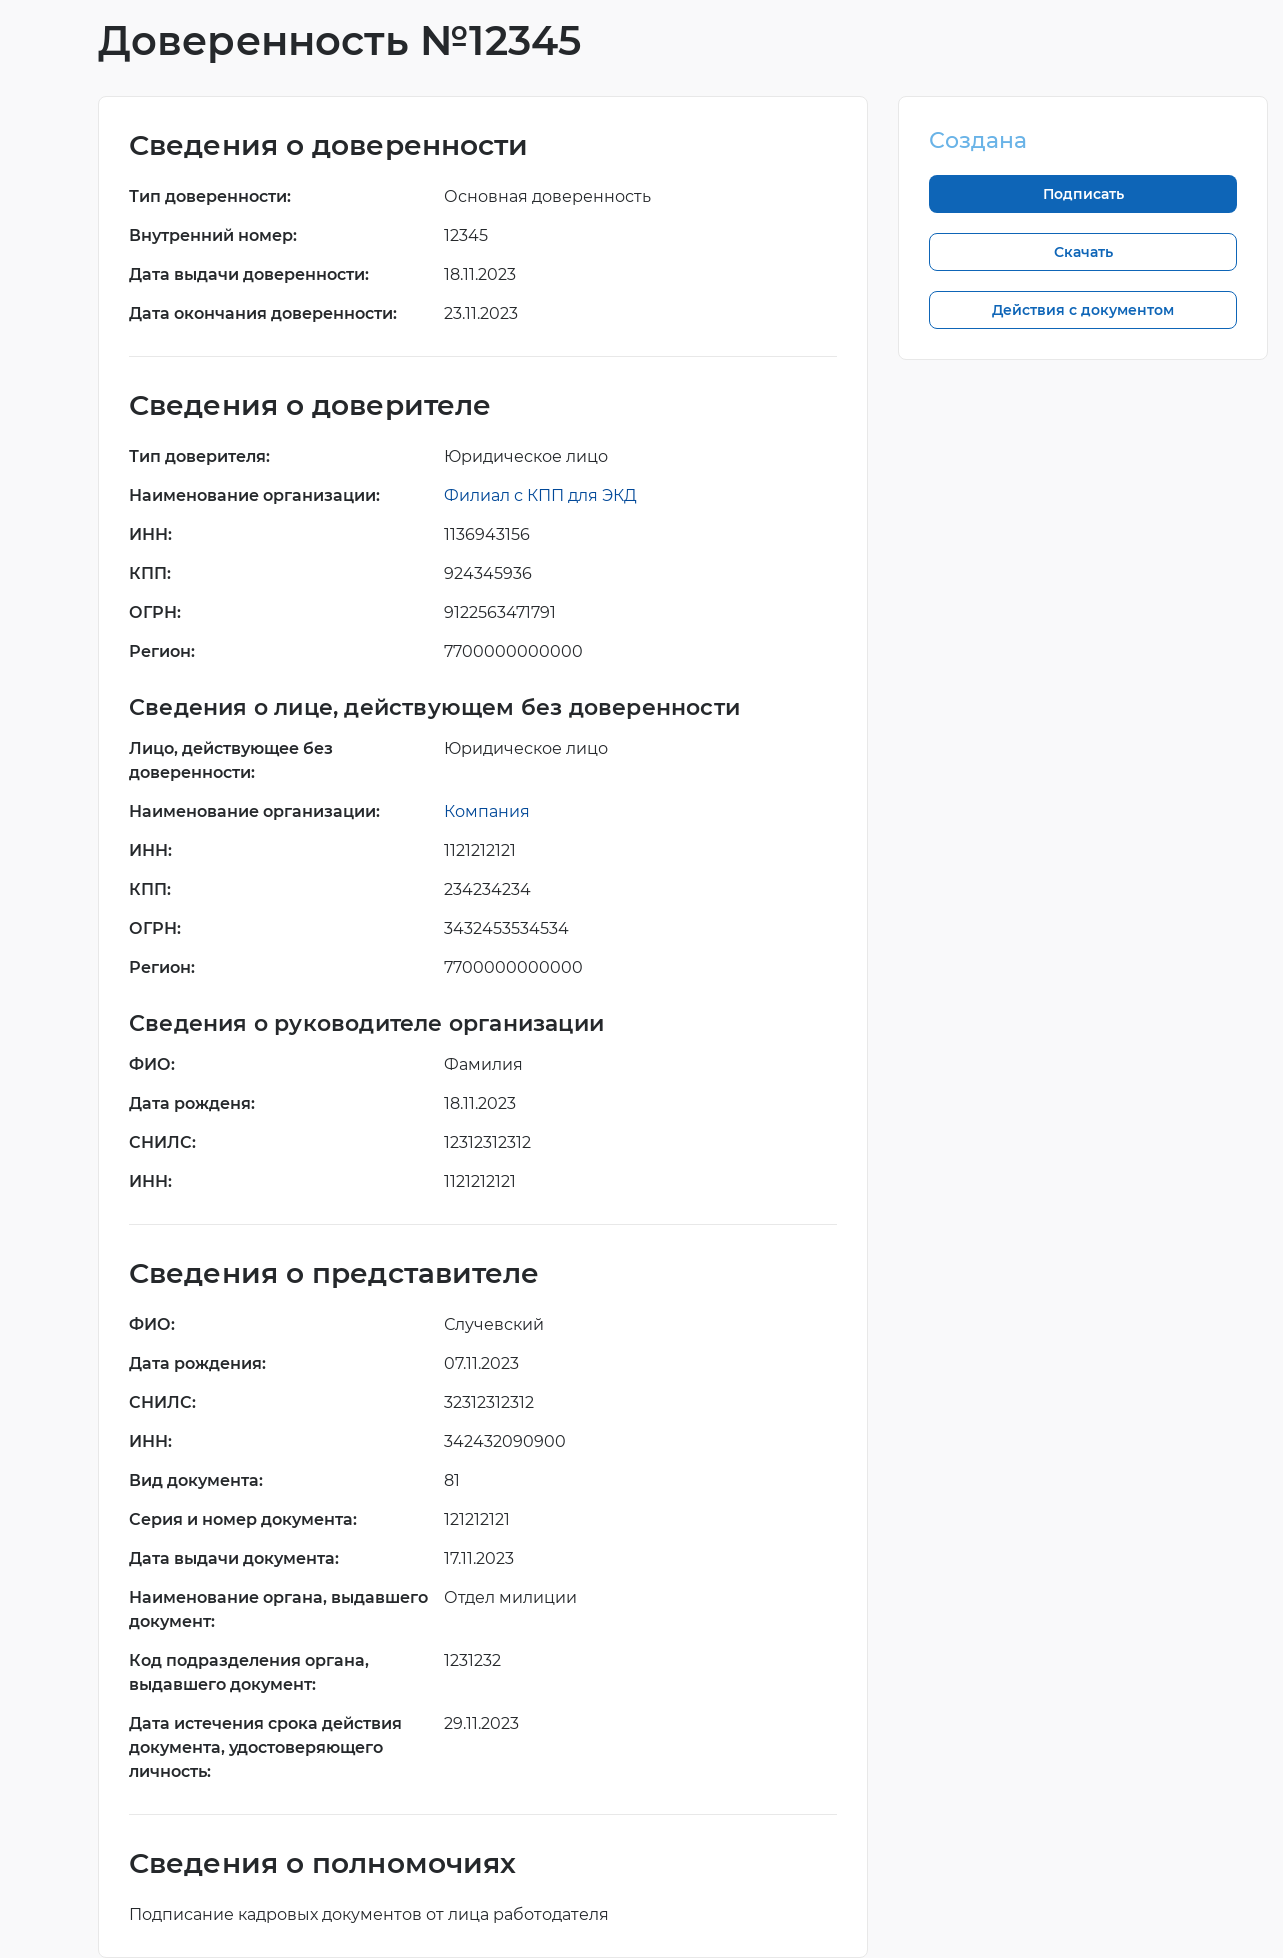 Доверенность №12345
Сведения о доверенности
Тип доверенности: Основная доверенность
Внутренний номер: 12345
Дата выдачи доверенности: 18.11.2023
Дата окончания доверенности: 23.11.2023
Сведения о доверителе
Тип доверителя: Юридическое лицо
Наименование организации: Филиал с КПП для ЭКД
ИНН: 1136943156
КПП: 924345936
ОГРН: 9122563471791
Регион: 7700000000000
Сведения о лице, действующем без доверенности
Лицо, действующее без
доверенности: Юридическое лицо
Наименование организации: Компания
ИНН: 1121212121
КПП: 234234234
ОГРН: 3432453534534
Регион: 7700000000000
Сведения о руководителе организации
ФИО: Фамилия
Дата рожденя: 18.11.2023
СНИЛС: 12312312312
ИНН: 1121212121
Сведения о представителе
ФИО: Случевский
Дата рождения: 07.11.2023
СНИЛС: 32312312312
ИНН: 342432090900
Вид документа: 81
Серия и номер документа: 121212121
Дата выдачи документа: 17.11.2023
Наименование органа, выдавшего
документ: Отдел милиции
Код подразделения органа,
выдавшего документ: 1231232
Дата истечения срока действия
документа, удостоверяющего
личность: 29.11.2023
Сведения о полномочиях
Подписание кадровых документов от лица работодателя
Создана
Подписать
Скачать
Действия с документом